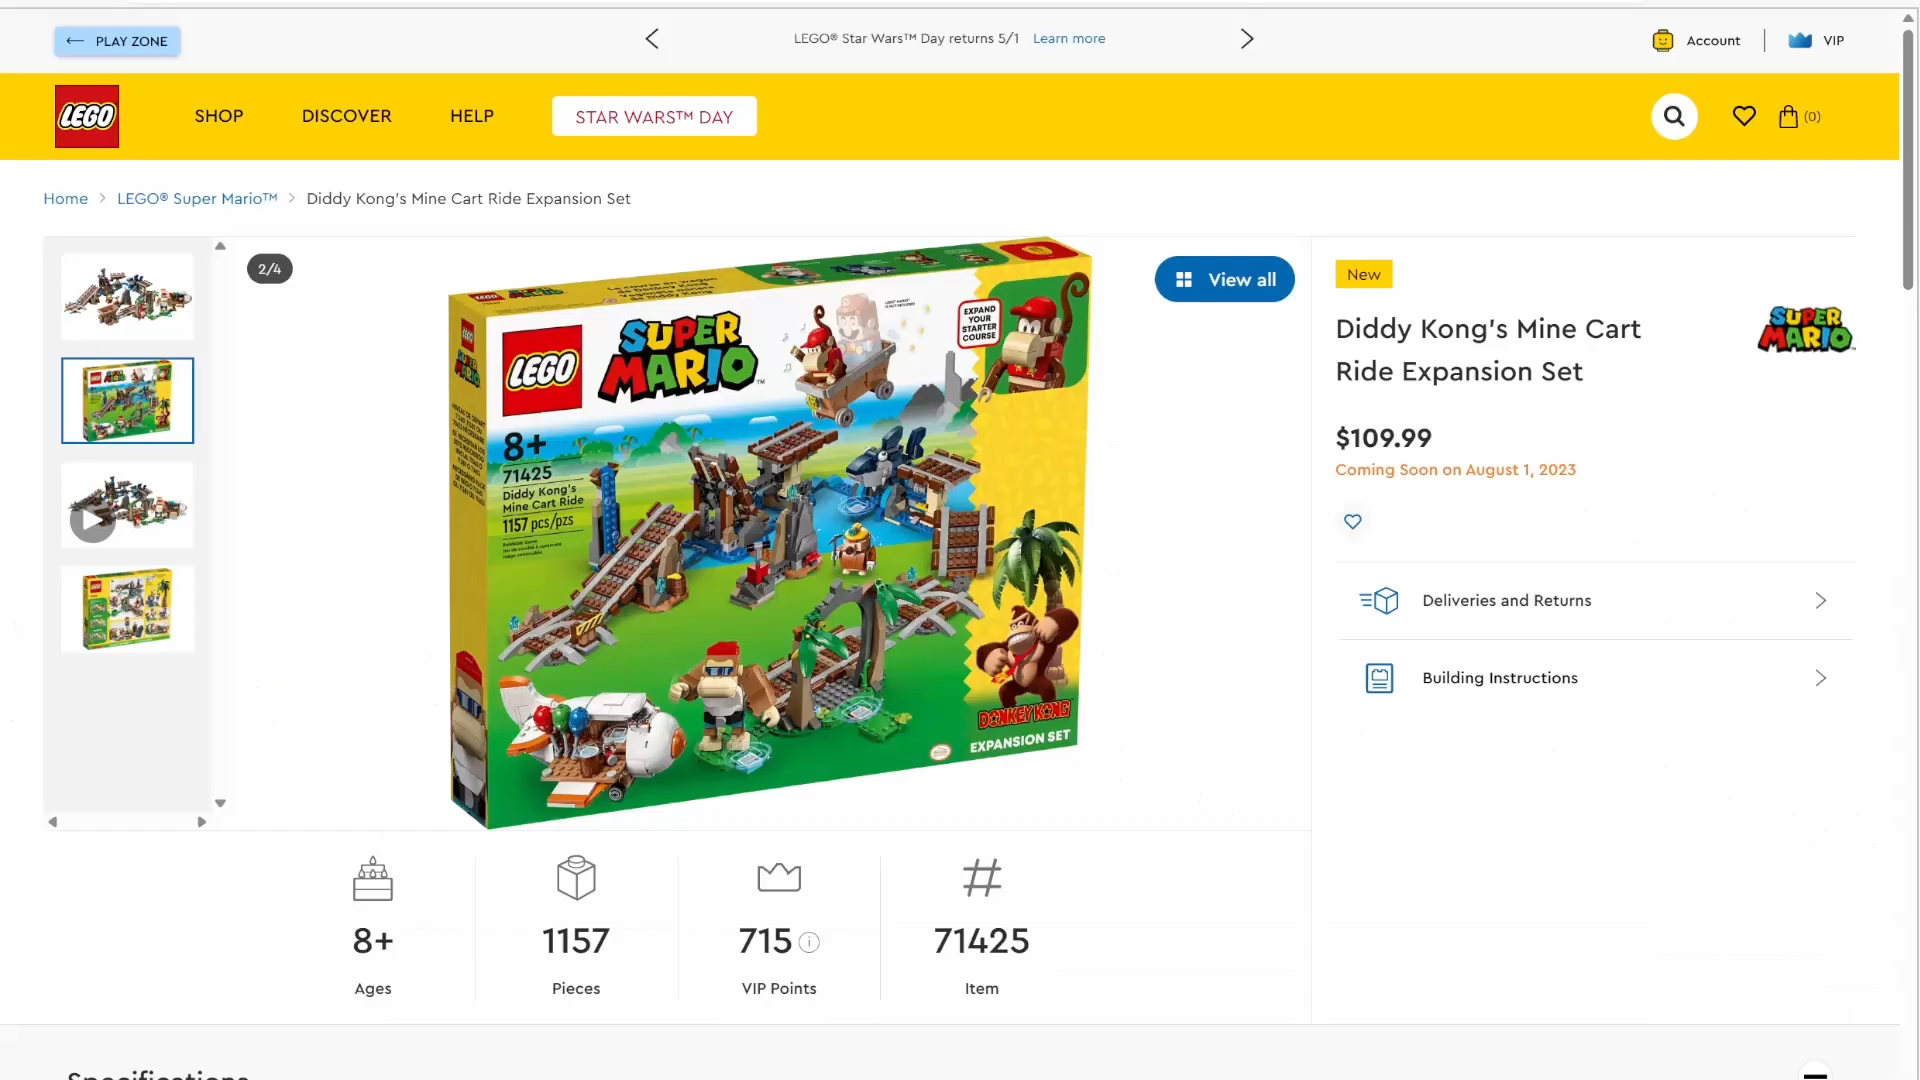 PLAY ZONE
LEGO® Star Wars™ Day returns 5/1 Learn more
Account
VIP
LEGO
SHOP
DISCOVER
HELP
STAR WARS™ DAY
(0)
Home
LEGO® Super Mario™
Diddy Kong's Mine Cart Ride Expansion Set
2/4
View all
LEGO
SUPER
MARIO™
EXPAND
YOUR
STARTER
COURSE
8+
71425
Diddy Kong's
Mine Cart Ride
1157 pcs/pzs
DONKEY KONG
EXPANSION SET
New
Diddy Kong's Mine Cart
Ride Expansion Set
SUPER
MARIO
$109.99
Coming Soon on August 1, 2023
Deliveries and Returns
Building Instructions
8+
Ages
1157
Pieces
715
VIP Points
#
71425
Item
Specifications